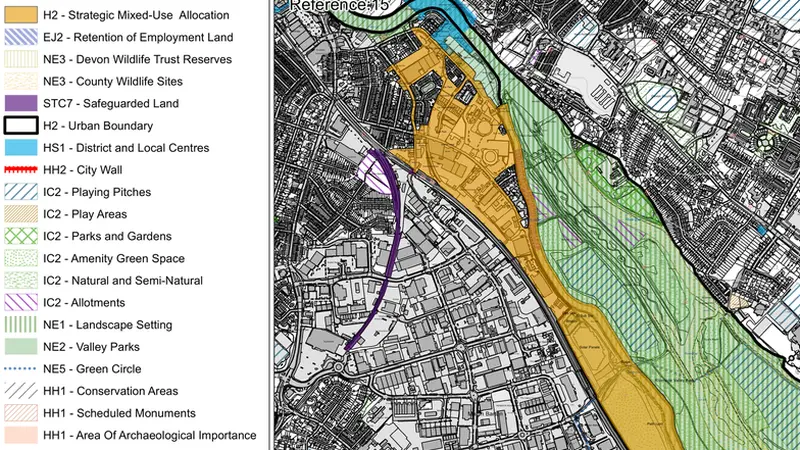 H2 - Strategic Mixed-Use Allocation
EJ2 - Retention of Employment Land
NE3 - Devon Wildlife Trust Reserves
NE3 - County Wildlife Sites
STC7 - Safeguarded Land
H2 - Urban Boundary
HS1 - District and Local Centres
HH2 - City Wall
IC2 - Playing Pitches
IC2 - Play Areas
IC2 - Parks and Gardens
IC2 - Amenity Green Space
IC2 - Natural and Semi-Natural
IC2 - Allotments
NE1 - Landscape Setting
NE2 - Valley Parks
NE5 - Green Circle
HH1 - Conservation Areas
HH1 - Scheduled Monuments
HH1 - Area Of Archaeological Importance
Reference 15